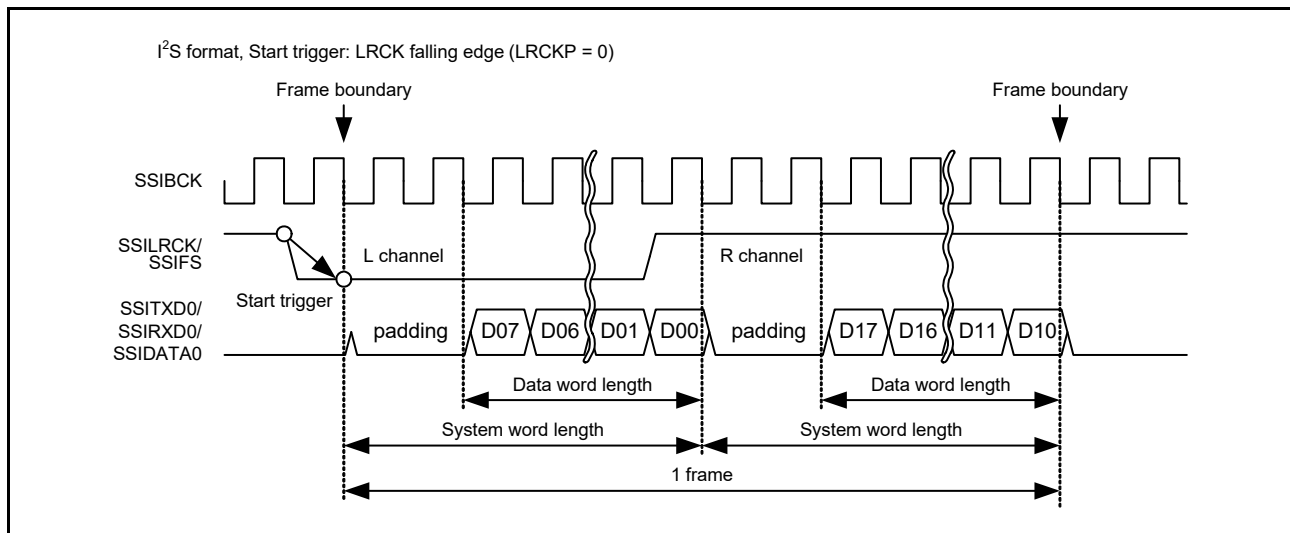 I²S format, Start trigger: LRCK falling edge (LRCKP = 0)
Frame boundary Frame boundary
SSIBCK
SSILRCK/
SSIFS
L channel R channel
Start trigger
SSITXD0/
SSIRXD0/
SSIDATA0
padding D07 D06 D01 D00 padding D17 D16 D11 D10
Data word length Data word length
System word length System word length
1 frame